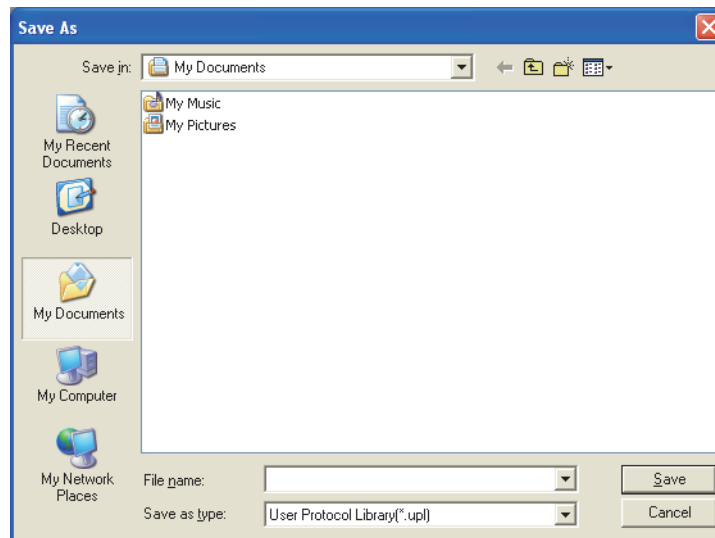 Save As
Save in:
My Documents
My Music
My Pictures
My Recent
Documents
Desktop
My Documents
My Computer
My Network
Places
File name:
Save
Save as type:
User Protocol Library(*.upl)
Cancel